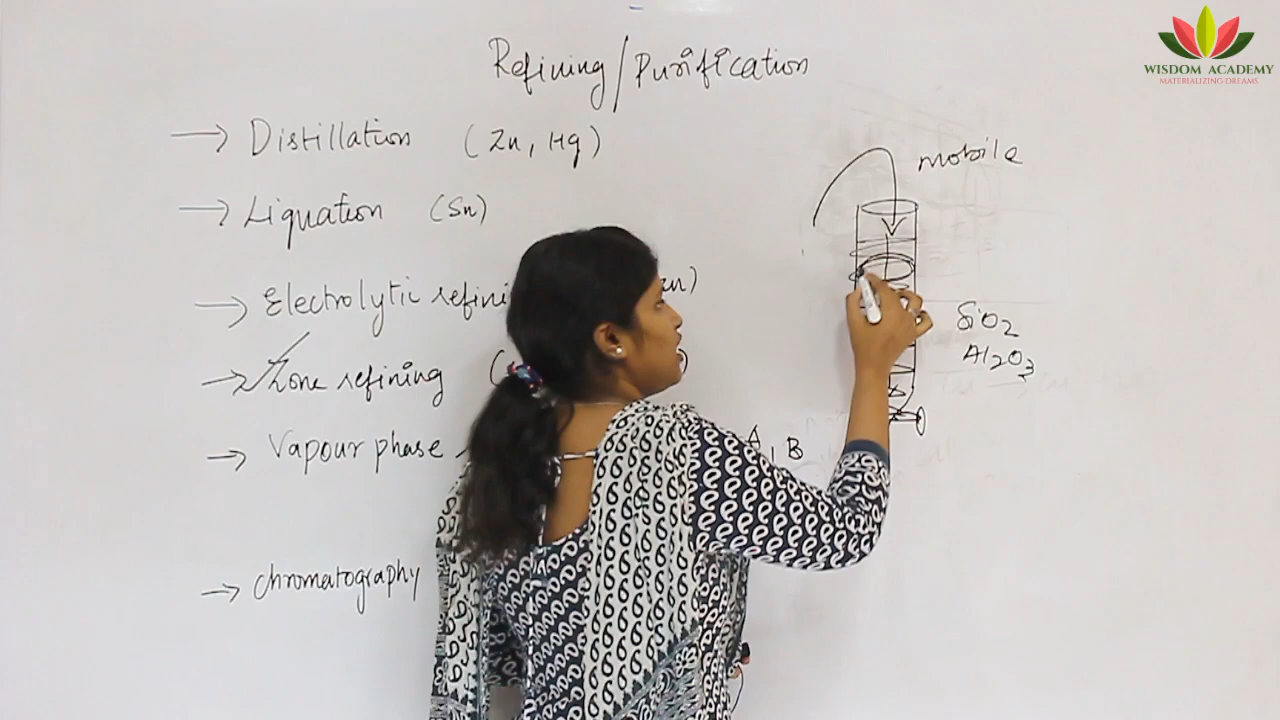 WISDOM ACADEMY
MATERIALIZING DREAMS
Refining/Purification
→ Distillation (Zn, Hg)
→ Liquation (Sn)
→ Electrolytic refini
→ Zone refining (
→ Vapour phase
A, B
→ chromatography
mobile
SiO2
Al2O3